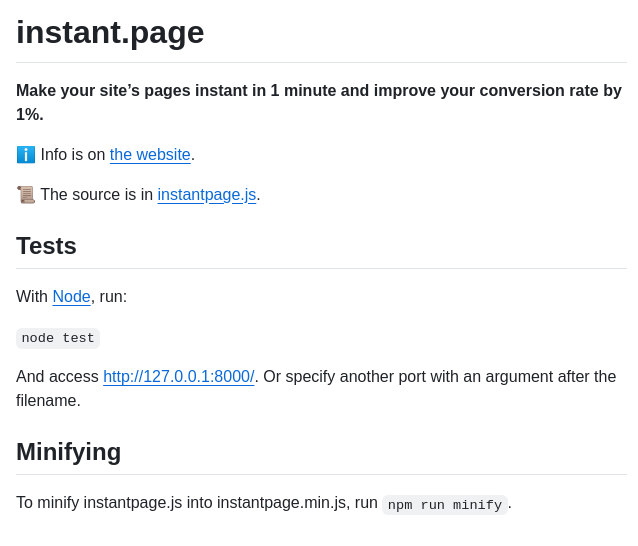 instant.page
Make your site’s pages instant in 1 minute and improve your conversion rate by
1%.
ℹ️ Info is on the website.
📜 The source is in instantpage.js.
Tests
With Node, run:
node test
And access http://127.0.0.1:8000/. Or specify another port with an argument after the
filename.
Minifying
To minify instantpage.js into instantpage.min.js, run npm run minify.